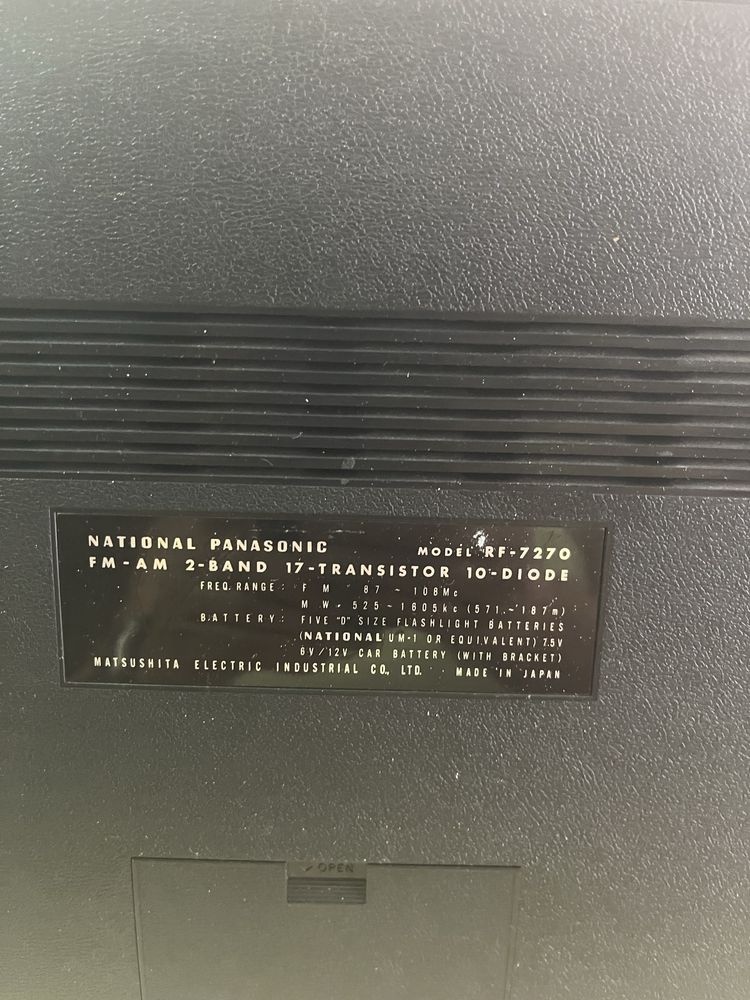 NATIONAL PANASONIC MODEL RF-7270
FM-AM 2-BAND 17-TRANSISTOR 10-DIODE
FREQ. RANGE: FM 87 ~ 108Mc
MW. 525~1605kc (571.~187m)
BATTERY: FIVE "D" SIZE FLASHLIGHT BATTERIES
(NATIONAL UM-1 OR EQUIVALENT) 7.5V
6V/12V CAR BATTERY (WITH BRACKET)
MATSUSHITA ELECTRIC INDUSTRIAL CO., LTD. MADE IN JAPAN
OPEN